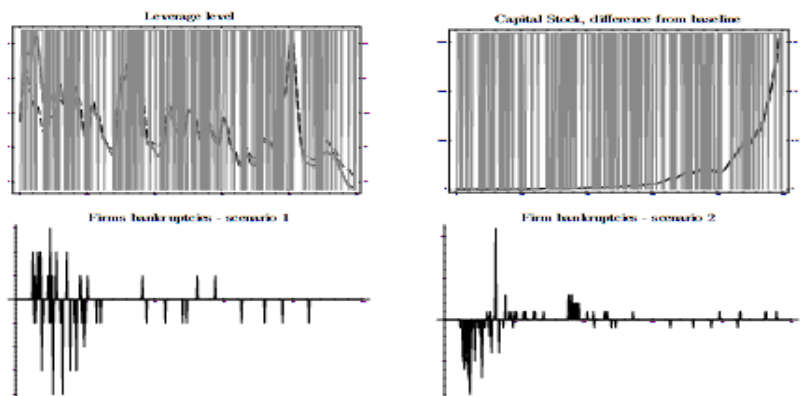 Leverage level
Capital Stock, difference from baseline
Firms bankruptcies - scenario 1
Firm bankruptcies - scenario 2